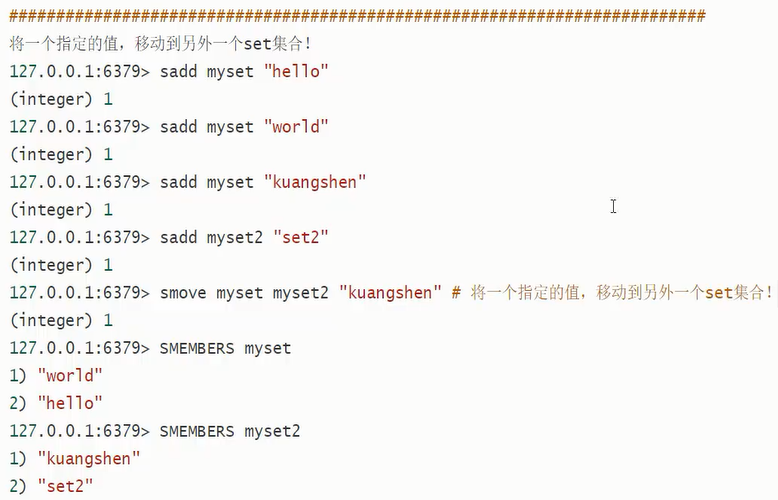 ###########################################################################
将一个指定的值，移动到另外一个set集合！
127.0.0.1:6379> sadd myset "hello"
(integer) 1
127.0.0.1:6379> sadd myset "world"
(integer) 1
127.0.0.1:6379> sadd myset "kuangshen"
(integer) 1
127.0.0.1:6379> sadd myset2 "set2"
(integer) 1
127.0.0.1:6379> smove myset myset2 "kuangshen" # 将一个指定的值，移动到另外一个set集合！
(integer) 1
127.0.0.1:6379> SMEMBERS myset
1) "world"
2) "hello"
127.0.0.1:6379> SMEMBERS myset2
1) "kuangshen"
2) "set2"